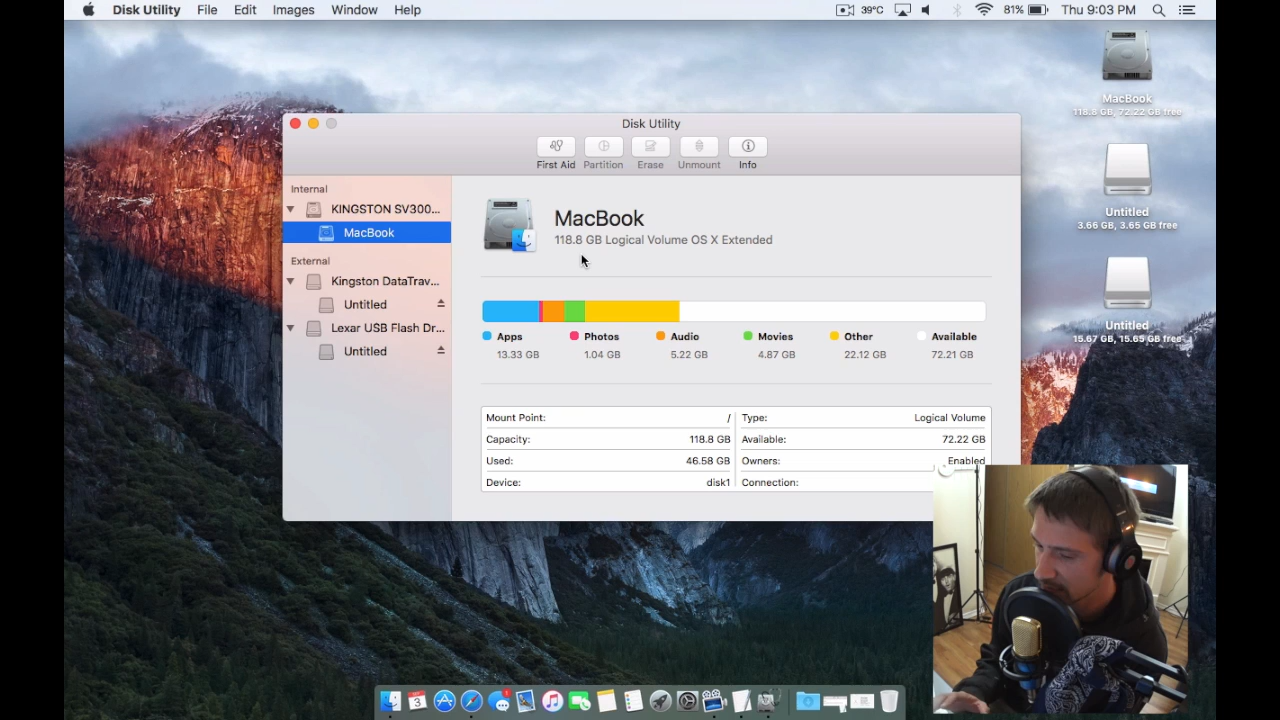 Disk Utility File Edit Images Window Help 39°C 81% Thu 9:03 PM
MacBook
118.8 GB, 72.22 GB free
Untitled
3.66 GB, 3.65 GB free
Untitled
15.67 GB, 15.65 GB free
Disk Utility
First Aid Partition Erase Unmount Info
Internal
KINGSTON SV300...
MacBook
External
Kingston DataTrav...
Untitled
Lexar USB Flash Dr...
Untitled
MacBook
118.8 GB Logical Volume OS X Extended
Apps Photos Audio Movies Other Available
13.33 GB 1.04 GB 5.22 GB 4.87 GB 22.12 GB 72.21 GB
Mount Point: / Type: Logical Volume
Capacity: 118.8 GB Available: 72.22 GB
Used: 46.58 GB Owners: Enabled
Device: disk1 Connection:
3